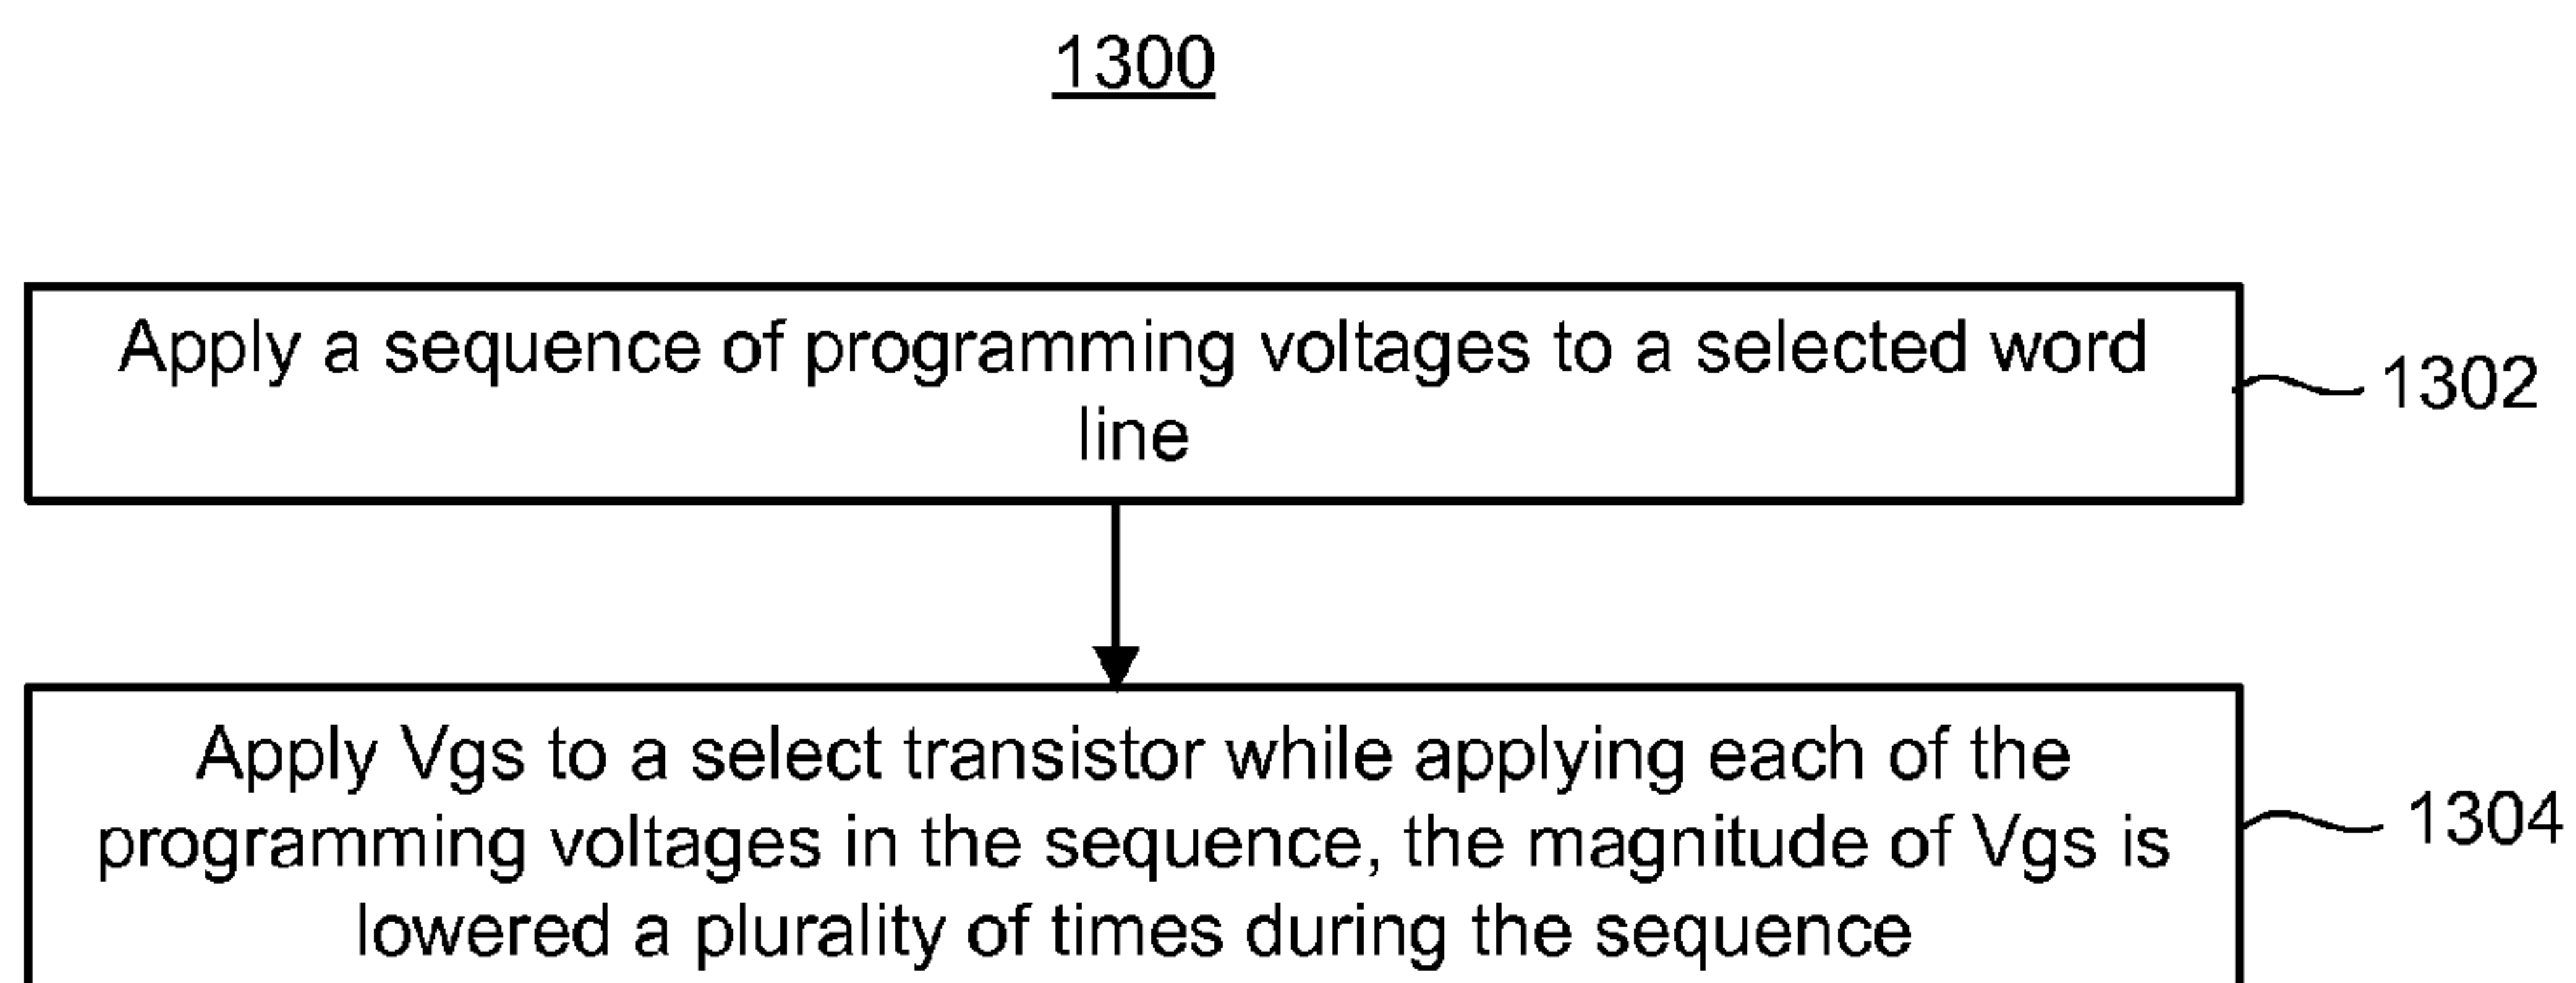 1300
Apply a sequence of programming voltages to a selected word
line
1302
Apply Vgs to a select transistor while applying each of the
programming voltages in the sequence, the magnitude of Vgs is
lowered a plurality of times during the sequence
1304